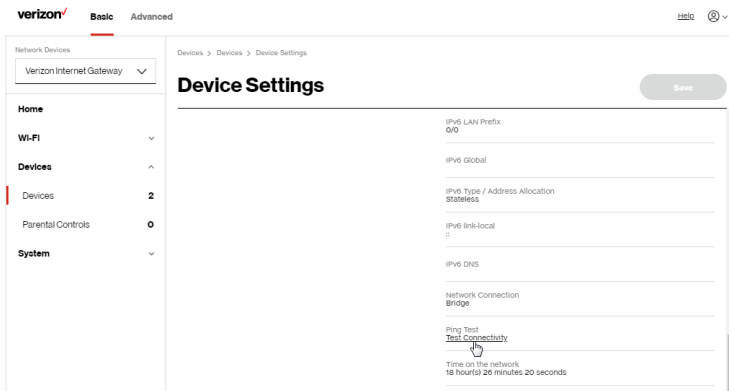 verizon
Basic
Advanced
Help
Network Devices
Verizon Internet Gateway
Home
Wi-Fi
Devices
Devices 2
Parental Controls 0
System
Devices > Devices > Device Settings
Device Settings
Save
IPv6 LAN Prefix
0/0
IPv6 Global
IPv6 Type / Address Allocation
Stateless
IPv6 link-local
::
IPv6 DNS
Network Connection
Bridge
Ping Test
Test Connectivity
Time on the network
18 hour(s) 26 minutes 20 seconds